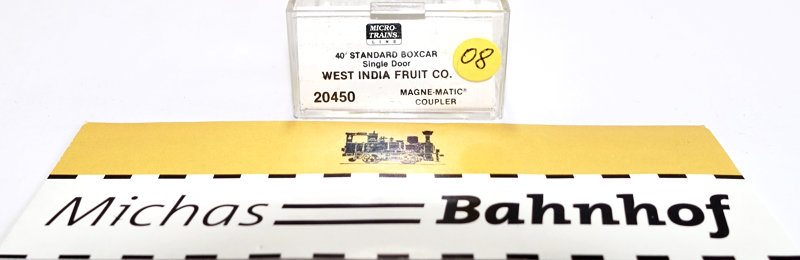 MICRO-
TRAINS
LINE
40' STANDARD BOXCAR
Single Door
WEST INDIA FRUIT CO.
08
20450
MAGNE-MATIC®
COUPLER
Michas Bahnhof